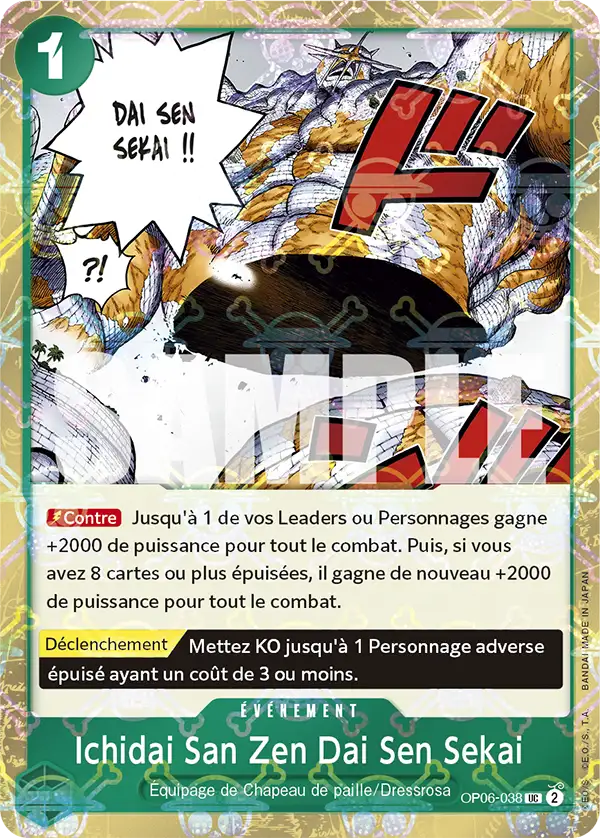 1
DAI SEN
SEKAI !!
?!
ド
SAMPLE
Contre Jusqu'à 1 de vos Leaders ou Personnages gagne
+2000 de puissance pour tout le combat. Puis, si vous
avez 8 cartes ou plus épuisées, il gagne de nouveau +2000
de puissance pour tout le combat.
Déclenchement Mettez KO jusqu'à 1 Personnage adverse
épuisé ayant un coût de 3 ou moins.
ÉVÉNEMENT
Ichidai San Zen Dai Sen Sekai
Équipage de Chapeau de paille/Dressrosa
OP06-038 UC 2
©E.O./S. ©E.O./S., T.A. BANDAI MADE IN JAPAN